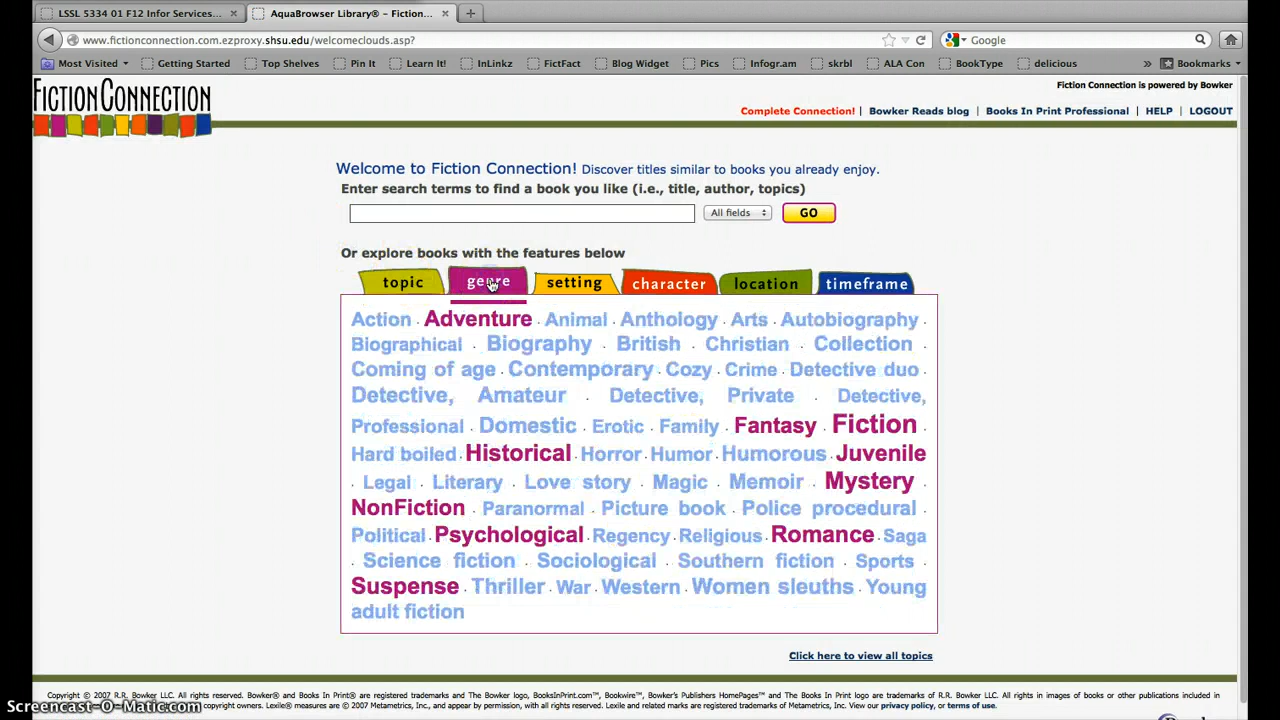 LSSL 5334 01 F12 Infor Services...
AquaBrowser Library® – Fiction...
www.fictionconnection.com.ezproxy.shsu.edu/welcomeclouds.asp?
Google
Most Visited
Getting Started
Top Shelves
Pin It
Learn It!
InLinkz
FictFact
Blog Widget
Pics
Infogr.am
skrbl
ALA Con
BookType
delicious
»
Bookmarks
FICTIONCONNECTION
Fiction Connection is powered by Bowker
Complete Connection! | Bowker Reads blog | Books In Print Professional | HELP | LOGOUT
Welcome to Fiction Connection! Discover titles similar to books you already enjoy.
Enter search terms to find a book you like (i.e., title, author, topics)
All fields
GO
Or explore books with the features below
topic genre setting character location timeframe
Action · Adventure · Animal · Anthology · Arts · Autobiography ·
Biographical · Biography · British · Christian · Collection ·
Coming of age · Contemporary · Cozy · Crime · Detective duo ·
Detective, Amateur · Detective, Private · Detective,
Professional · Domestic · Erotic · Family · Fantasy · Fiction ·
Hard boiled · Historical · Horror · Humor · Humorous · Juvenile
· Legal · Literary · Love story · Magic · Memoir · Mystery ·
NonFiction · Paranormal · Picture book · Police procedural ·
Political · Psychological · Regency · Religious · Romance · Saga
· Science fiction · Sociological · Southern fiction · Sports ·
Suspense · Thriller · War · Western · Women sleuths · Young
adult fiction
Click here to view all topics
Copyright © 2007 R.R. Bowker LLC. All rights reserved. Bowker® and Books In Print® are registered trademarks and The Bowker logo, BooksInPrint.com™, Bookwire™, Bowker's Publishers HomePages™ and The Books In Print logo are trademarks of R.R. Bowker LLC. All rights in images of books or other publications included in
copyright owners. Lexile® measures are © 2007 Metametrics, Inc., and appear by permission, with all rights reserved. Lexile and related marks are registered trademarks of Metametrics, Inc. View our privacy policy, or terms of use.
Screencast-O-Matic.com